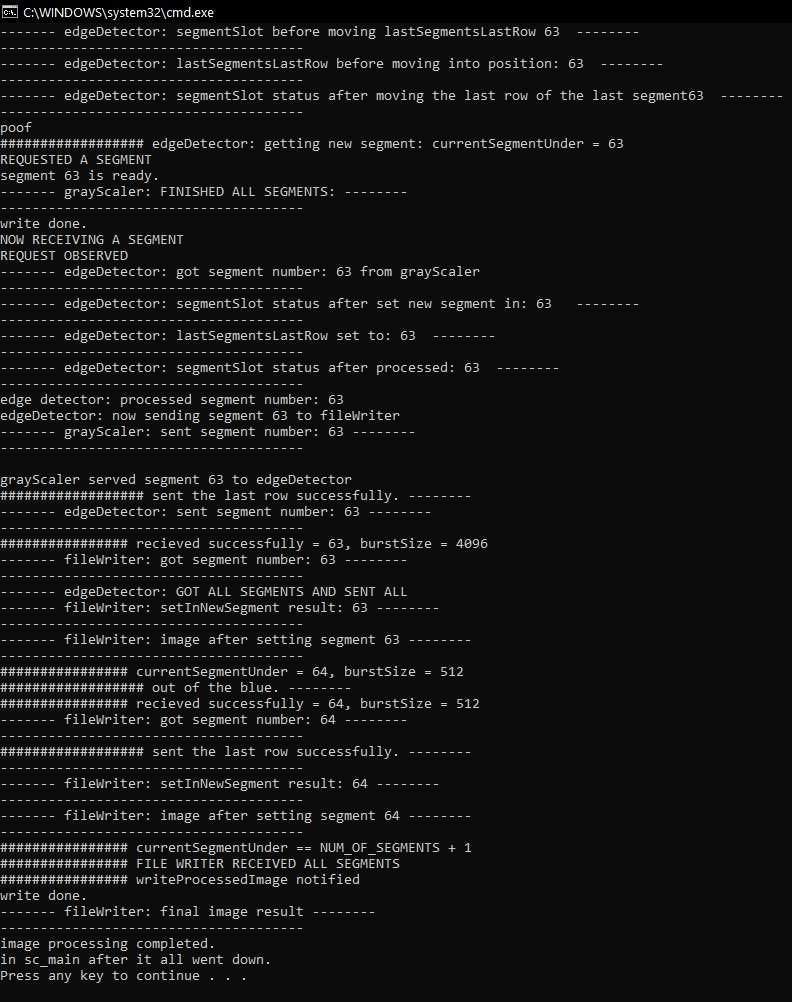 C:\WINDOWS\system32\cmd.exe
------- edgeDetector: segmentSlot before moving lastSegmentsLastRow 63  --------
--------------------------------------
------- edgeDetector: lastSegmentsLastRow before moving into position: 63  --------
--------------------------------------
------- edgeDetector: segmentSlot status after moving the last row of the last segment63  --------
--------------------------------------
poof
################## edgeDetector: getting new segment: currentSegmentUnder = 63
REQUESTED A SEGMENT
segment 63 is ready.
------- grayScaler: FINISHED ALL SEGMENTS: --------
--------------------------------------
write done.
NOW RECEIVING A SEGMENT
REQUEST OBSERVED
------- edgeDetector: got segment number: 63 from grayScaler
--------------------------------------
------- edgeDetector: segmentSlot status after set new segment in: 63   --------
--------------------------------------
------- edgeDetector: lastSegmentsLastRow set to: 63  --------
--------------------------------------
------- edgeDetector: segmentSlot status after processed: 63  --------
--------------------------------------
edge detector: processed segment number: 63
edgeDetector: now sending segment 63 to fileWriter
------- grayScaler: sent segment number: 63 --------
--------------------------------------
grayScaler served segment 63 to edgeDetector
################## sent the last row successfully. --------
------- edgeDetector: sent segment number: 63 --------
--------------------------------------
################ recieved successfully = 63, burstSize = 4096
------- fileWriter: got segment number: 63 --------
--------------------------------------
------- edgeDetector: GOT ALL SEGMENTS AND SENT ALL
------- fileWriter: setInNewSegment result: 63 --------
--------------------------------------
------- fileWriter: image after setting segment 63 --------
--------------------------------------
################ currentSegmentUnder = 64, burstSize = 512
################## out of the blue. --------
################ recieved successfully = 64, burstSize = 512
------- fileWriter: got segment number: 64 --------
--------------------------------------
################## sent the last row successfully. --------
--------------------------------------
------- fileWriter: setInNewSegment result: 64 --------
--------------------------------------
------- fileWriter: image after setting segment 64 --------
--------------------------------------
################ currentSegmentUnder == NUM_OF_SEGMENTS + 1
################ FILE WRITER RECEIVED ALL SEGMENTS
################ writeProcessedImage notified
write done.
------- fileWriter: final image result --------
--------------------------------------
image processing completed.
in sc_main after it all went down.
Press any key to continue . . .